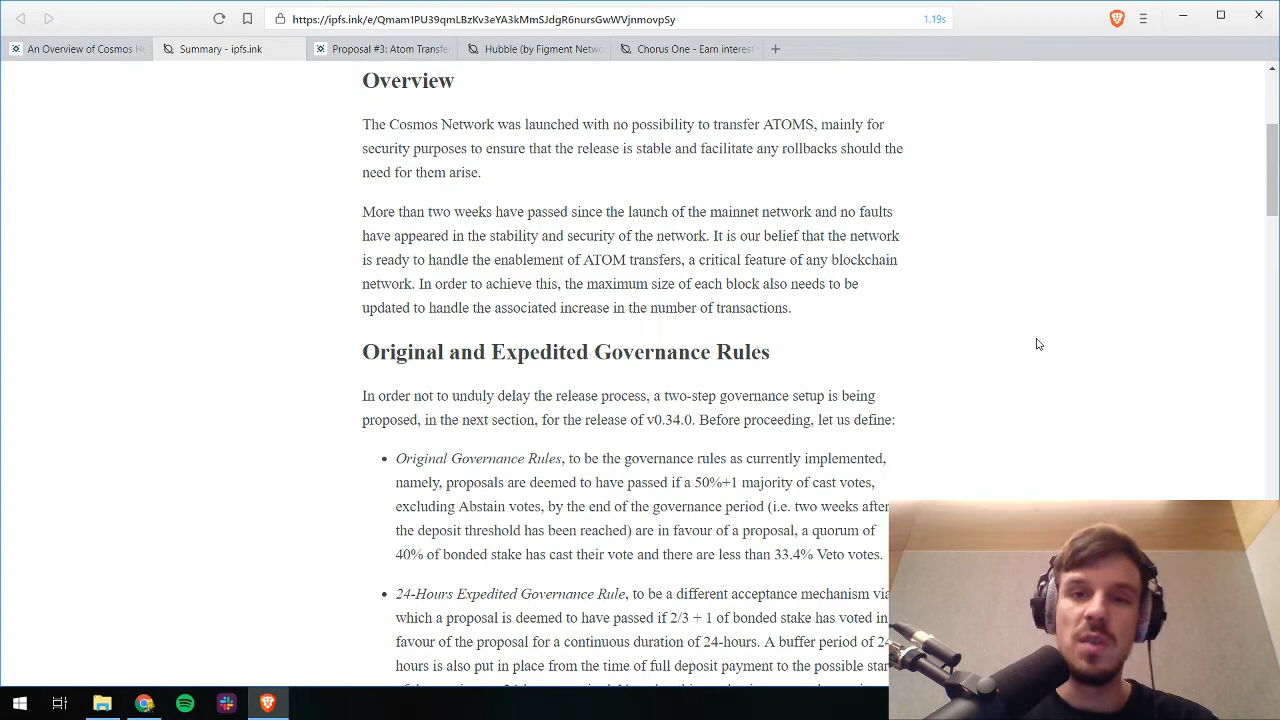 https://ipfs.ink/e/Qmam1PU39qmLBzKv3eYA3kMmSJdgR6nursGwWVjnmovpSy
1.19s
An Overview of Cosmos H
Summary - ipfs.ink
Proposal #3: Atom Transfe
Hubble (by Figment Netwo
Chorus One - Earn interest
Overview
The Cosmos Network was launched with no possibility to transfer ATOMS, mainly for
security purposes to ensure that the release is stable and facilitate any rollbacks should the
need for them arise.
More than two weeks have passed since the launch of the mainnet network and no faults
have appeared in the stability and security of the network. It is our belief that the network
is ready to handle the enablement of ATOM transfers, a critical feature of any blockchain
network. In order to achieve this, the maximum size of each block also needs to be
updated to handle the associated increase in the number of transactions.
Original and Expedited Governance Rules
In order not to unduly delay the release process, a two-step governance setup is being
proposed, in the next section, for the release of v0.34.0. Before proceeding, let us define:
• Original Governance Rules, to be the governance rules as currently implemented,
namely, proposals are deemed to have passed if a 50%+1 majority of cast votes,
excluding Abstain votes, by the end of the governance period (i.e. two weeks after
the deposit threshold has been reached) are in favour of a proposal, a quorum of
40% of bonded stake has cast their vote and there are less than 33.4% Veto votes.
• 24-Hours Expedited Governance Rule, to be a different acceptance mechanism via
which a proposal is deemed to have passed if 2/3 + 1 of bonded stake has voted in
favour of the proposal for a continuous duration of 24-hours. A buffer period of 24-
hours is also put in place from the time of full deposit payment to the possible star